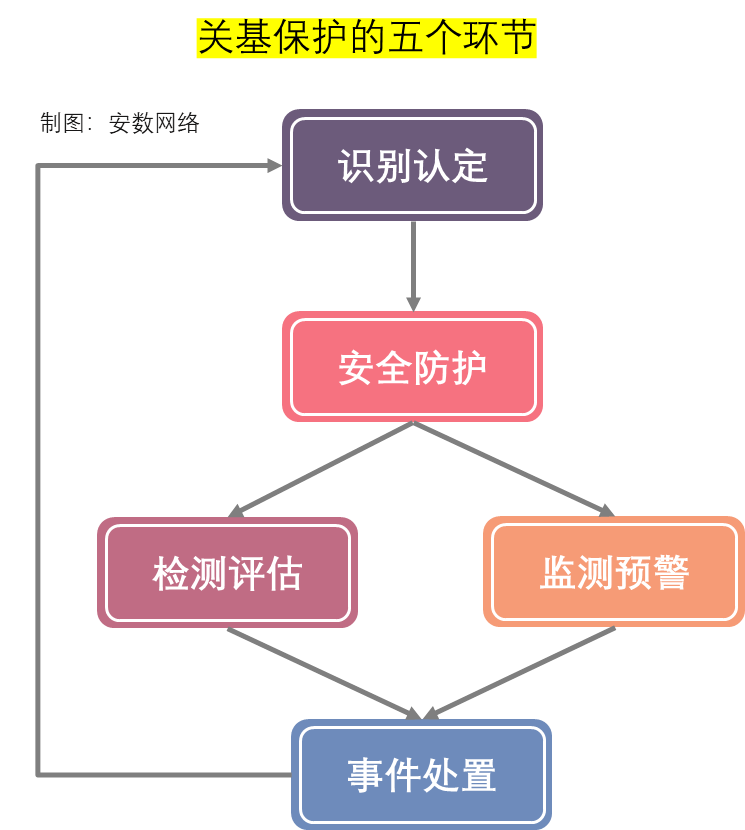 关基保护的五个环节
制图：安数网络
识别认定
安全防护
检测评估
监测预警
事件处置